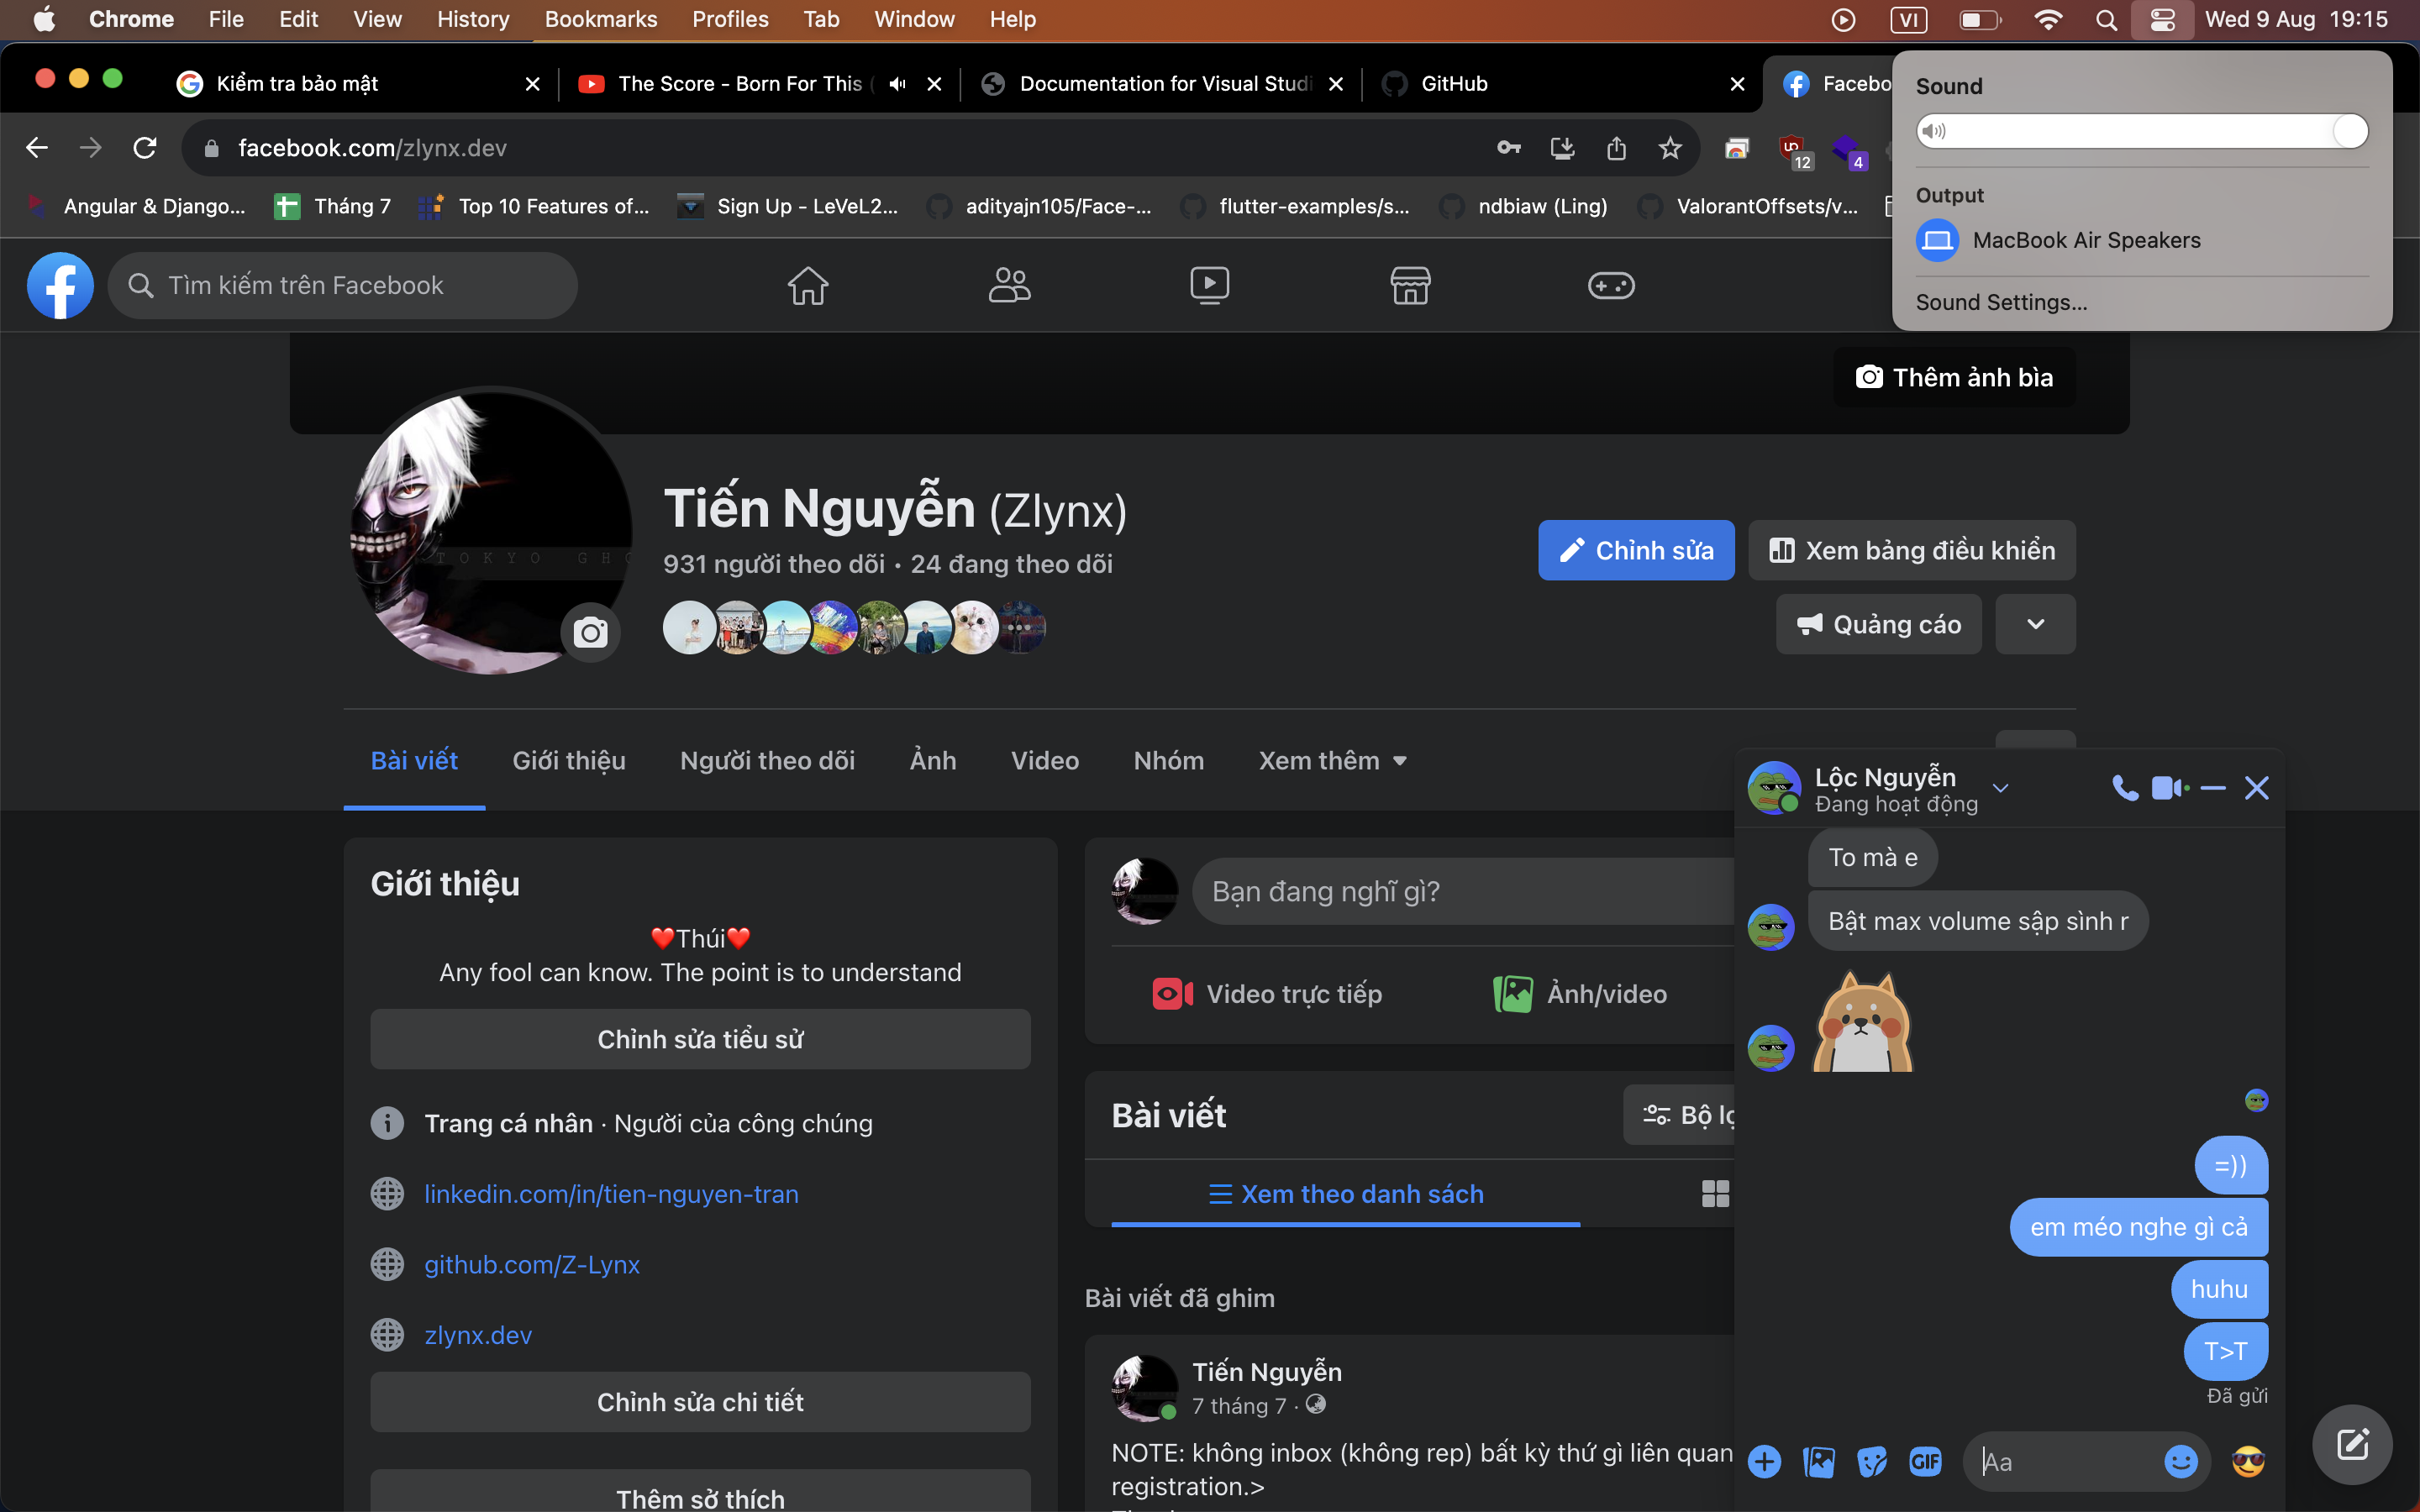 Chrome File Edit View History Bookmarks Profiles Tab Window Help VI Wed 9 Aug 19:15
Kiểm tra bảo mật
The Score - Born For This (
Documentation for Visual Studi
GitHub
Facebo
facebook.com/zlynx.dev
12
4
Angular & Django...
Tháng 7
Top 10 Features of...
Sign Up - LeVeL2...
adityajn105/Face-...
flutter-examples/s...
ndbiaw (Ling)
ValorantOffsets/v...
Sound
Output
MacBook Air Speakers
Sound Settings...
Tìm kiếm trên Facebook
Thêm ảnh bìa
TOKYO GHO
Tiến Nguyễn (Zlynx)
931 người theo dõi · 24 đang theo dõi
Chỉnh sửa
Xem bảng điều khiển
Quảng cáo
Bài viết
Giới thiệu
Người theo dõi
Ảnh
Video
Nhóm
Xem thêm
Giới thiệu
❤️Thúi❤️
Any fool can know. The point is to understand
Chỉnh sửa tiểu sử
Trang cá nhân · Người của công chúng
linkedin.com/in/tien-nguyen-tran
github.com/Z-Lynx
zlynx.dev
Chỉnh sửa chi tiết
Thêm sở thích
Bạn đang nghĩ gì?
Video trực tiếp
Ảnh/video
Bài viết
Bộ lọ
Xem theo danh sách
Bài viết đã ghim
Tiến Nguyễn
7 tháng 7 ·
NOTE: không inbox (không rep) bất kỳ thứ gì liên quan
registration.>
Lộc Nguyễn
Đang hoạt động
To mà e
Bật max volume sập sình r
=))
em méo nghe gì cả
huhu
T>T
Đã gửi
GIF
Aa